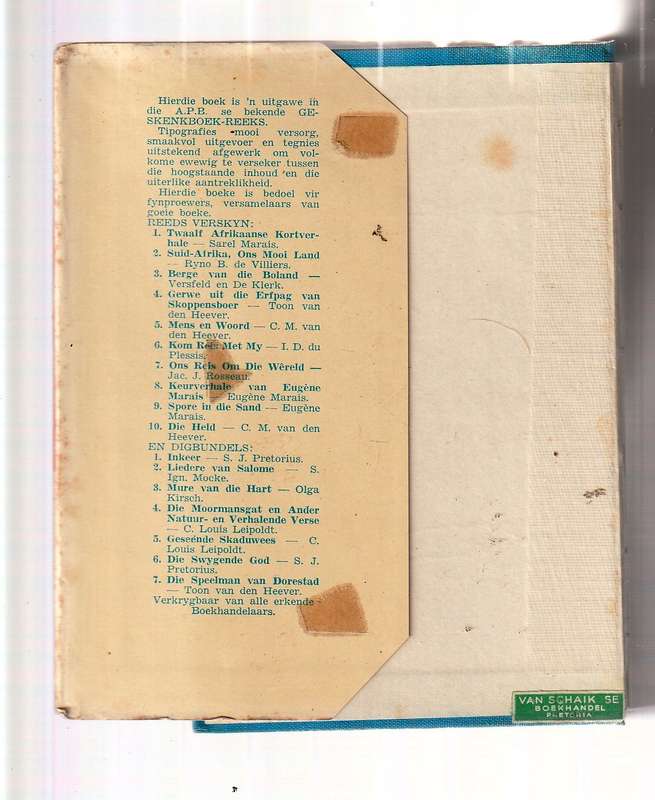 Hierdie boek is 'n uitgawe in
die A.P.B. se bekende GE-
SKENKBOEK-REEKS.
Tipografies mooi versorg,
smaakvol uitgevoer en tegnies
uitstekend afgewerk om vol-
kome ewewig te verseker tussen
die hoogstaande inhoud en die
uiterlike aantreklikheid.
Hierdie boeke is bedoel vir
fynproewers, versamelaars van
goeie boeke.
REEDS VERSKYN:
1. Twaalf Afrikaanse Kortver-
hale — Sarel Marais.
2. Suid-Afrika, Ons Mooi Land
— Ryno B. de Villiers.
3. Berge van die Boland —
Versfeld en De Klerk.
4. Gerwe uit die Erfpag van
Skoppensboer — Toon van
den Heever.
5. Mens en Woord — C. M. van
den Heever.
6. Kom Reis Met My — I. D. du
Plessis.
7. Ons Reis Om Die Wêreld —
Jac. J. Rosseau.
8. Keurverhale van Eugène
Marais — Eugène Marais.
9. Spore in die Sand — Eugène
Marais.
10. Die Held — C. M. van den
Heever.
EN DIGBUNDELS:
1. Inkeer — S. J. Pretorius.
2. Liedere van Salome — S.
Ign. Mocke.
3. Mure van die Hart — Olga
Kirsch.
4. Die Moormansgat en Ander
Natuur- en Verhalende Verse
— C. Louis Leipoldt.
5. Geseënde Skaduwees — C.
Louis Leipoldt.
6. Die Swygende God — S. J.
Pretorius.
7. Die Speelman van Dorestad
— Toon van den Heever.
Verkrygbaar van alle erkende
Boekhandelaars.
VAN SCHAIK SE
BOEKHANDEL
PRETORIA